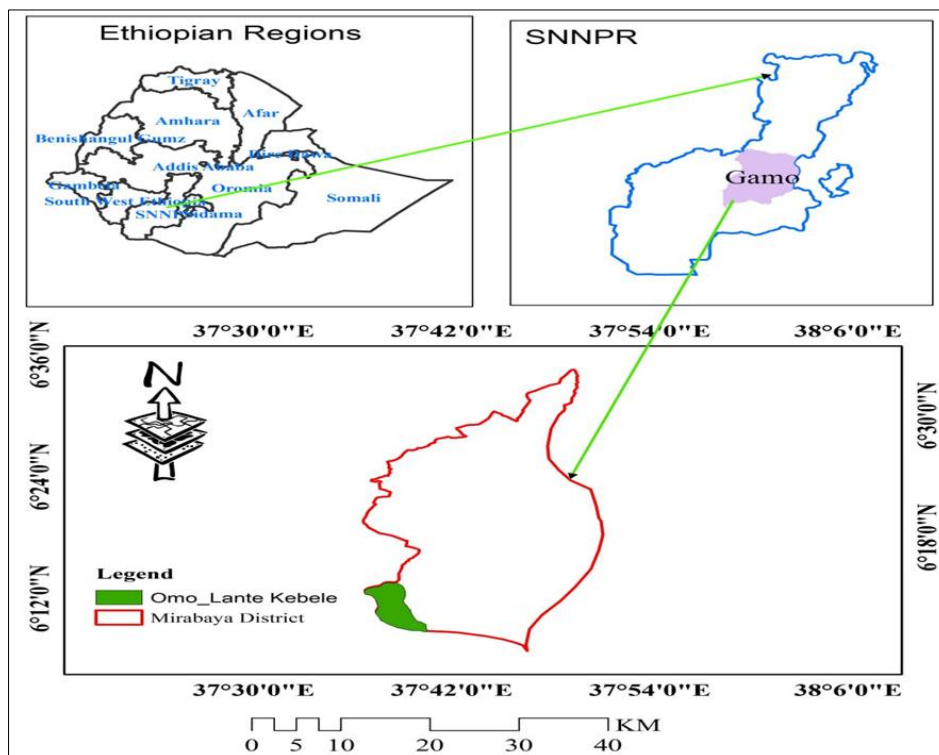 Ethiopian Regions
Tigray
Afar
Amhara
Benishangul Gumz
Dire Dawa
Addis Ababa
Gambela
Oromia
South West Ethiopia
Somali
SNNP
Sidama
SNNPR
Gamo
37°30'0"E 37°42'0"E 37°54'0"E 38°6'0"E
6°36'0"N
6°24'0"N
6°12'0"N
6°30'0"N
6°18'0"N
N
Legend
Omo_Lante Kebele
Mirabaya District
37°30'0"E 37°42'0"E 37°54'0"E 38°6'0"E
KM
0 5 10 20 30 40